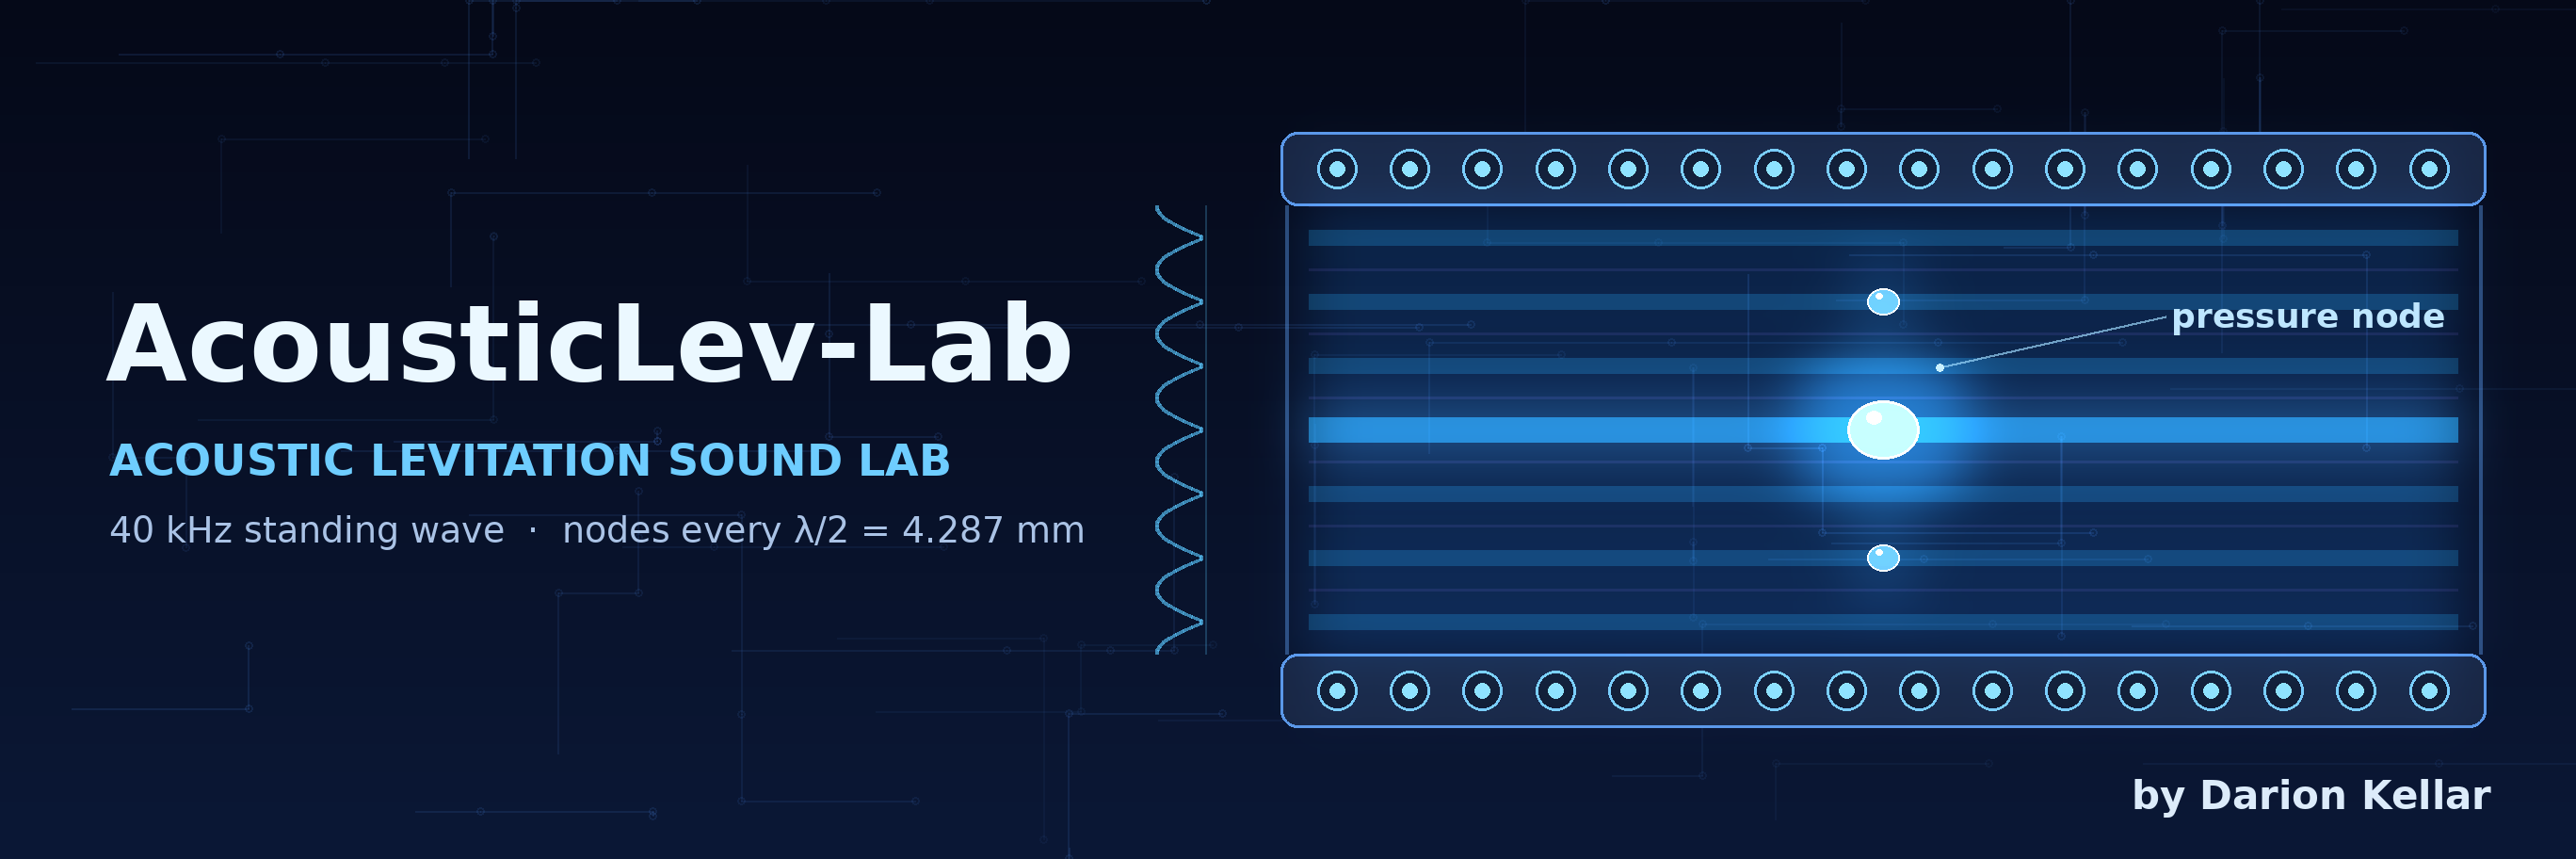 AcousticLev-Lab
ACOUSTIC LEVITATION SOUND LAB
40 kHz standing wave · nodes every λ/2 = 4.287 mm
pressure node
by Darion Kellar